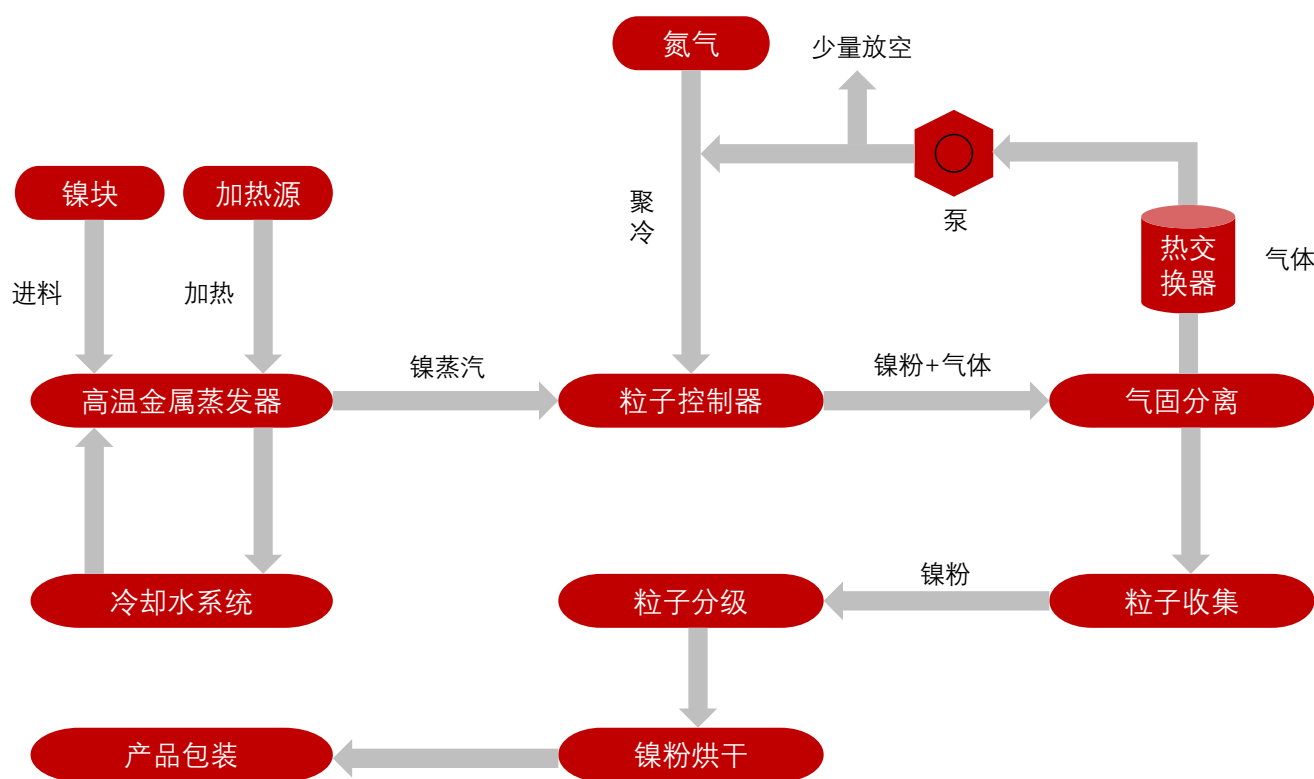 氮气
少量放空
镍块
加热源
聚
冷
泵
热交
换器
气体
进料
加热
镍蒸汽
镍粉+气体
高温金属蒸发器
粒子控制器
气固分离
镍粉
冷却水系统
粒子分级
粒子收集
产品包装
镍粉烘干